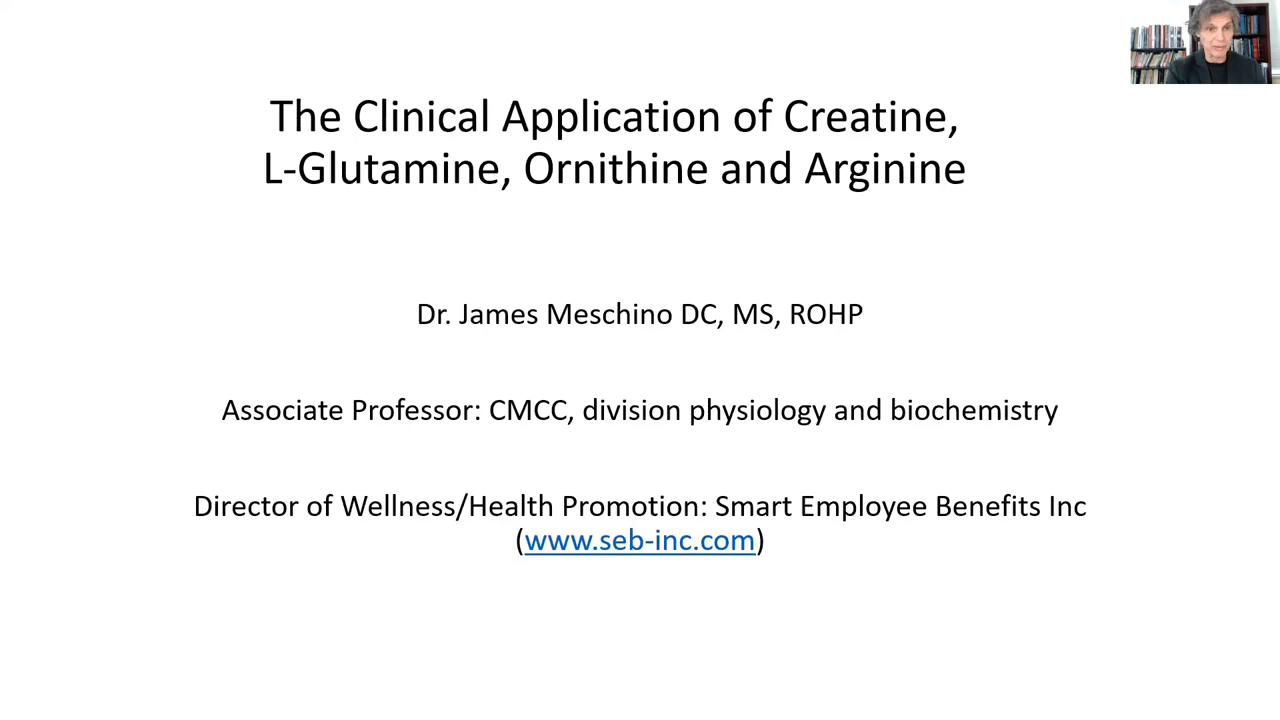 The Clinical Application of Creatine,
L-Glutamine, Ornithine and Arginine
Dr. James Meschino DC, MS, ROHP
Associate Professor: CMCC, division physiology and biochemistry
Director of Wellness/Health Promotion: Smart Employee Benefits Inc
(www.seb-inc.com)